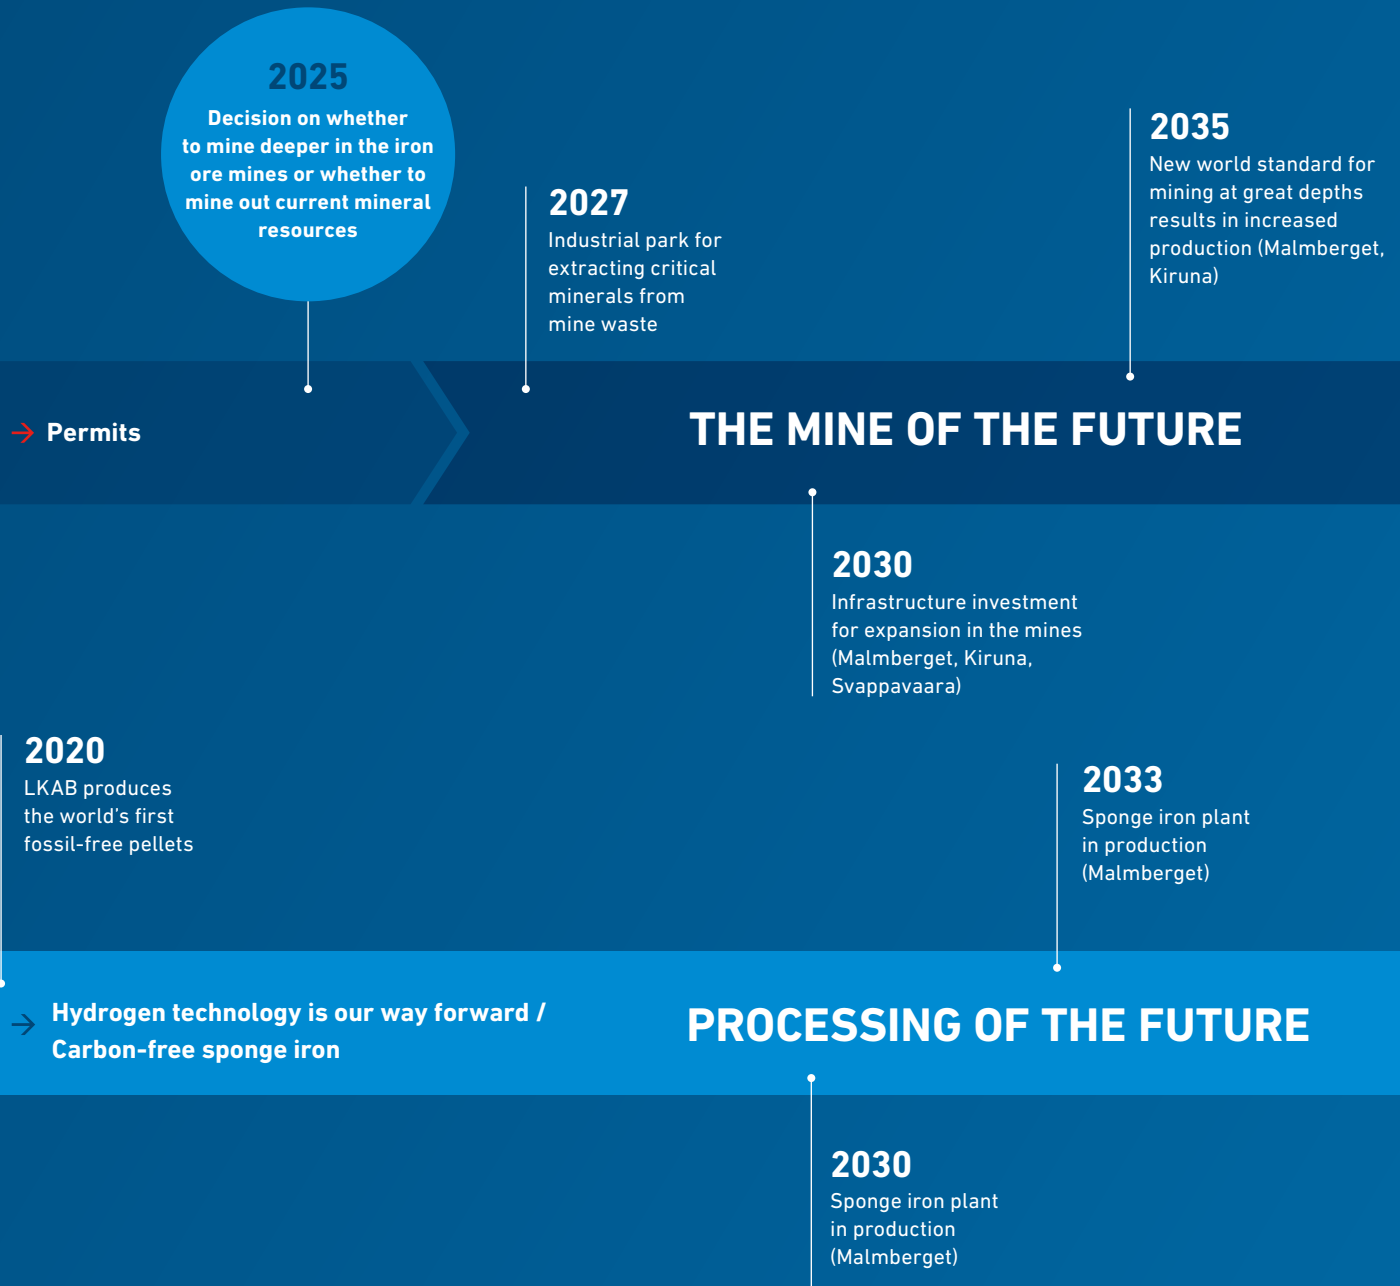 2025
Decision on whether
to mine deeper in the iron
ore mines or whether to
mine out current mineral
resources
2027
Industrial park for
extracting critical
minerals from
mine waste
2035
New world standard for
mining at great depths
results in increased
production (Malmberget,
Kiruna)
→ Permits
THE MINE OF THE FUTURE
2030
Infrastructure investment
for expansion in the mines
(Malmberget, Kiruna,
Svappavaara)
2020
LKAB produces
the world's first
fossil-free pellets
2033
Sponge iron plant
in production
(Malmberget)
→ Hydrogen technology is our way forward /
Carbon-free sponge iron
PROCESSING OF THE FUTURE
2030
Sponge iron plant
in production
(Malmberget)